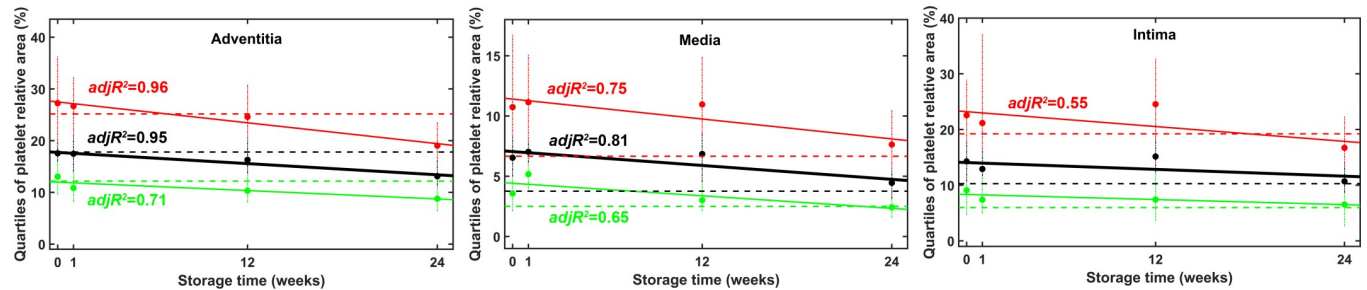 Quartiles of platelet relative area (%)
40
30
20
10
0
Adventitia
adjR²=0.96
adjR²=0.95
adjR²=0.71
0 1 12 24
Storage time (weeks)
Quartiles of platelet relative area (%)
15
10
5
0
Media
adjR²=0.75
adjR²=0.81
adjR²=0.65
0 1 12 24
Storage time (weeks)
Quartiles of platelet relative area (%)
40
30
20
10
0
Intima
adjR²=0.55
0 1 12 24
Storage time (weeks)